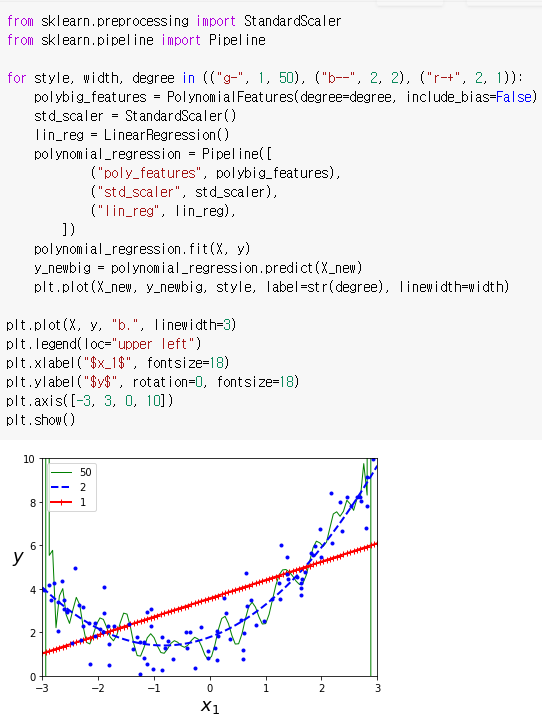 from sklearn.preprocessing import StandardScaler
from sklearn.pipeline import Pipeline

for style, width, degree in (("g-", 1, 50), ("b--", 2, 2), ("r-+", 2, 1)):
    polybig_features = PolynomialFeatures(degree=degree, include_bias=False)
    std_scaler = StandardScaler()
    lin_reg = LinearRegression()
    polynomial_regression = Pipeline([
            ("poly_features", polybig_features),
            ("std_scaler", std_scaler),
            ("lin_reg", lin_reg),
        ])
    polynomial_regression.fit(X, y)
    y_newbig = polynomial_regression.predict(X_new)
    plt.plot(X_new, y_newbig, style, label=str(degree), linewidth=width)

plt.plot(X, y, "b.", linewidth=3)
plt.legend(loc="upper left")
plt.xlabel("$x_1$", fontsize=18)
plt.ylabel("$y$", rotation=0, fontsize=18)
plt.axis([-3, 3, 0, 10])
plt.show()
10
50
2
1
8
6
y
4
2
0
−3 −2 −1 0 1 2 3
x₁